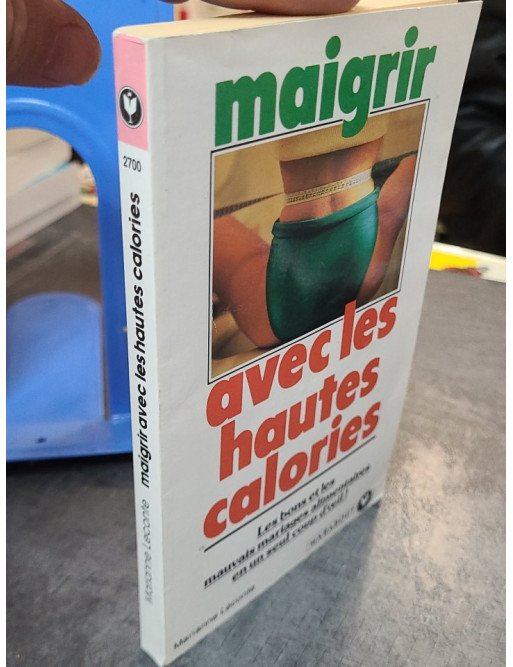 maigrir
avec les
hautes
calories
Les bons et les
mauvais mariages alimentaires
en un seul coup d'œil !
MARABOUT
Marianne Leconte
2700
maigrir avec les hautes calories
Marianne Leconte